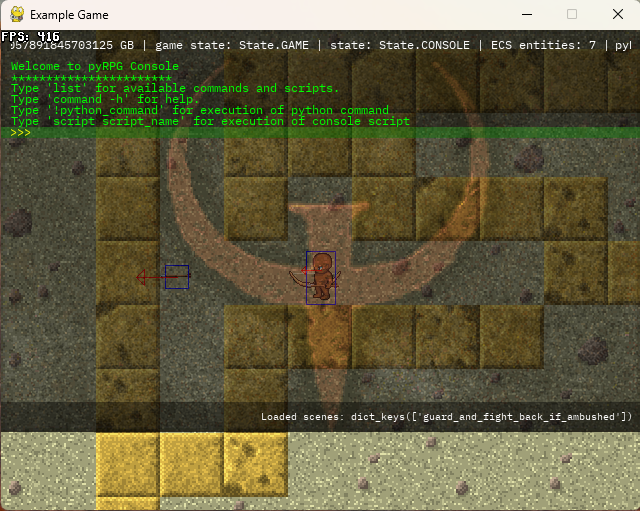 Example Game
FPS: 416
957891845703125 GB | game state: State.GAME | state: State.CONSOLE | ECS entities: 7 |
Welcome to pyRPG Console
***********************
Type 'list' for available commands and scripts.
Type 'command -h' for help.
Type '!python_command' for execution of python command
Type 'script script_name' for execution of console script
>>>
Loaded scenes: dict_keys(['guard_and_fight_back_if_ambushed'])